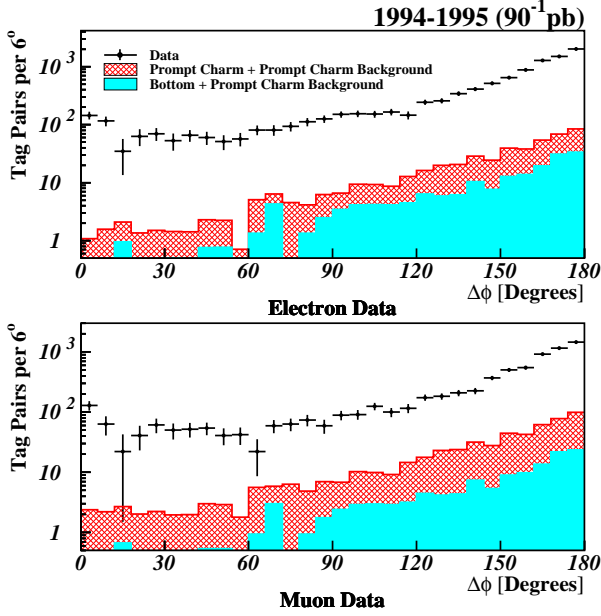 1994-1995 (90⁻¹pb)
Tag Pairs per 6°
10³
10²
10
1
Data
Prompt Charm + Prompt Charm Background
Bottom + Prompt Charm Background
0 30 60 90 120 150 180
Δϕ [Degrees]
Electron Data
Tag Pairs per 6°
10³
10²
10
1
0 30 60 90 120 150 180
Δϕ [Degrees]
Muon Data